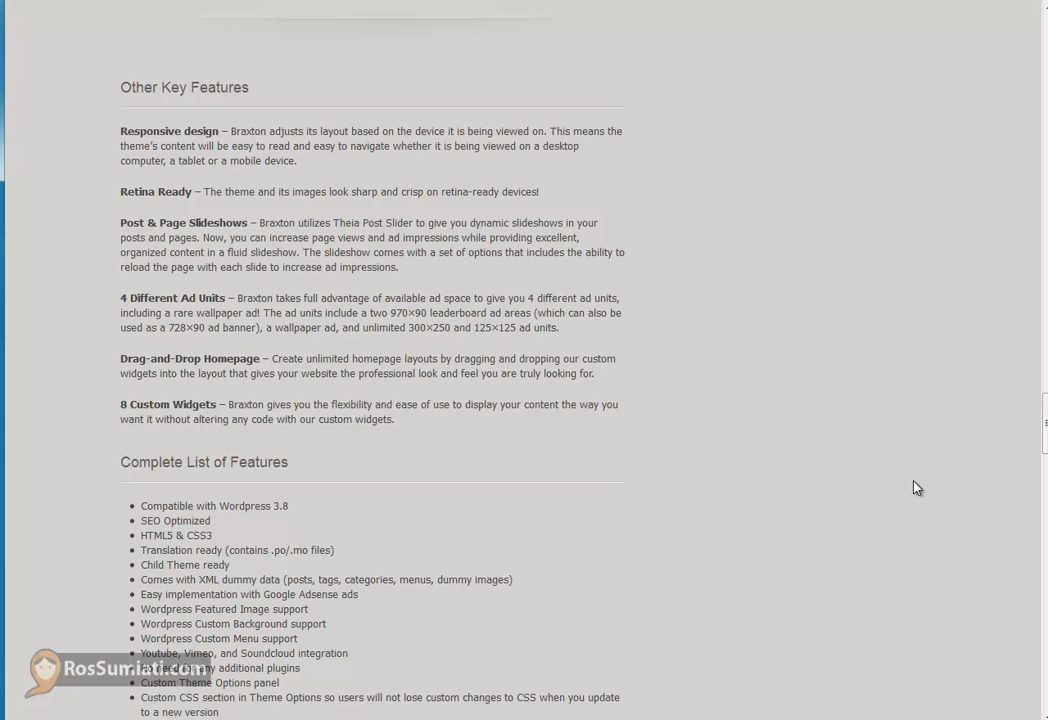 Other Key Features
Responsive design – Braxton adjusts its layout based on the device it is being viewed on. This means the
theme's content will be easy to read and easy to navigate whether it is being viewed on a desktop
computer, a tablet or a mobile device.
Retina Ready – The theme and its images look sharp and crisp on retina-ready devices!
Post & Page Slideshows – Braxton utilizes Theia Post Slider to give you dynamic slideshows in your
posts and pages. Now, you can increase page views and ad impressions while providing excellent,
organized content in a fluid slideshow. The slideshow comes with a set of options that includes the ability to
reload the page with each slide to increase ad impressions.
4 Different Ad Units – Braxton takes full advantage of available ad space to give you 4 different ad units,
including a rare wallpaper ad! The ad units include a two 970×90 leaderboard ad areas (which can also be
used as a 728×90 ad banner), a wallpaper ad, and unlimited 300×250 and 125×125 ad units.
Drag-and-Drop Homepage – Create unlimited homepage layouts by dragging and dropping our custom
widgets into the layout that gives your website the professional look and feel you are truly looking for.
8 Custom Widgets – Braxton gives you the flexibility and ease of use to display your content the way you
want it without altering any code with our custom widgets.
Complete List of Features
Compatible with Wordpress 3.8
SEO Optimized
HTML5 & CSS3
Translation ready (contains .po/.mo files)
Child Theme ready
Comes with XML dummy data (posts, tags, categories, menus, dummy images)
Easy implementation with Google Adsense ads
Wordpress Featured Image support
Wordpress Custom Background support
Wordpress Custom Menu support
Youtube, Vimeo, and Soundcloud integration
No need for any additional plugins
Custom Theme Options panel
Custom CSS section in Theme Options so users will not lose custom changes to CSS when you update
to a new version
RosSumiati.com